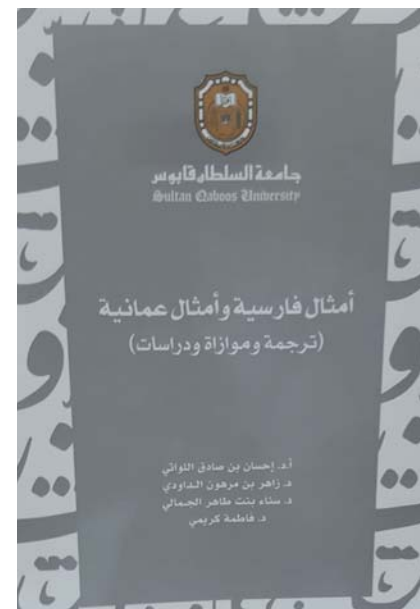 جامعة السلطان قابوس
Sultan Qaboos University
أمثال فارسية وأمثال عمانية
(ترجمة وموازاة ودراسات)
أ.د. إحسان بن صادق اللواتي
د. زاهر بن مرهون الداودي
د. سناء بنت طاهر الجمالي
د. فاطمة كريمي